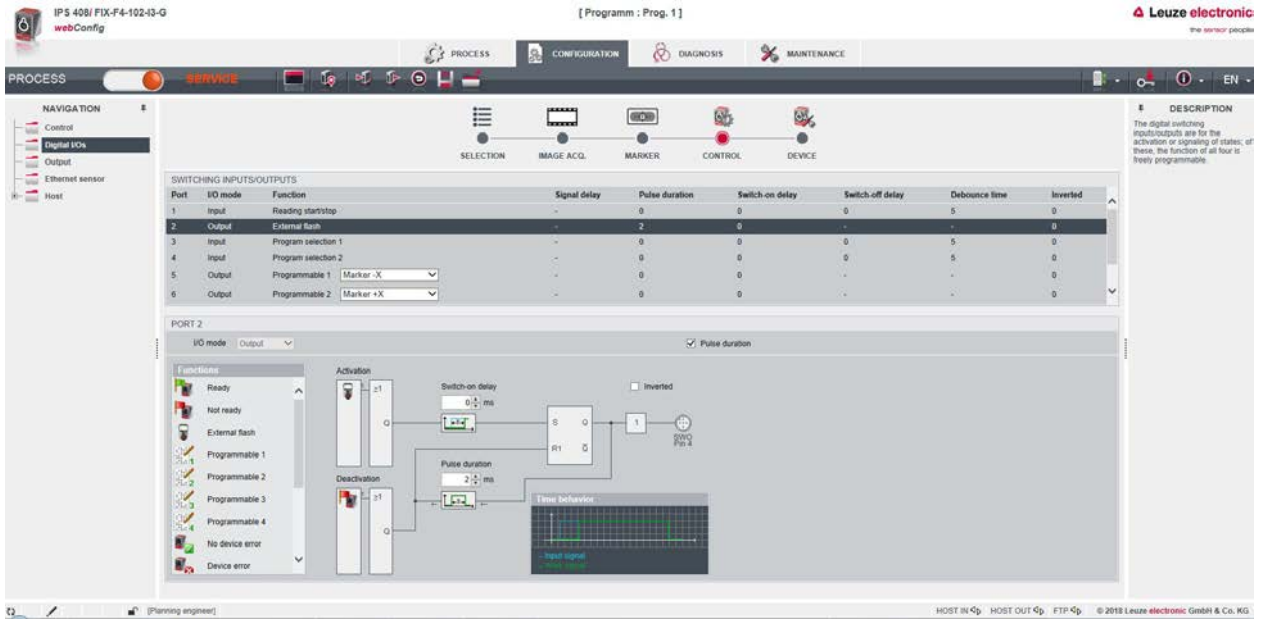 IPS 408i FIX-F4-102-I3-G
webConfig
[ Programm : Prog. 1 ]
Leuze electronic
the sensor people
PROCESS
CONFIGURATION
DIAGNOSIS
MAINTENANCE
PROCESS
SERVICE
EN
NAVIGATION
Control
Digital I/Os
Output
Ethernet sensor
Host
SELECTION
IMAGE ACQ.
MARKER
CONTROL
DEVICE
DESCRIPTION
The digital switching
inputs/outputs are for the
activation or signaling of states; of
these, the function of all four is
freely programmable.
SWITCHING INPUTS/OUTPUTS
Port I/O mode Function Signal delay Pulse duration Switch-on delay Switch-off delay Debounce time Inverted
1 Input Reading start/stop - 0 0 0 5 0
2 Output External flash - 2 0 - - 0
3 Input Program selection 1 - 0 0 0 5 0
4 Input Program selection 2 - 0 0 0 5 0
5 Output Programmable 1 Marker -X - 0 0 - - 0
6 Output Programmable 2 Marker +X - 0 0 - - 0
PORT 2
I/O mode Output
Pulse duration
Functions
Ready
Not ready
External flash
Programmable 1
Programmable 2
Programmable 3
Programmable 4
No device error
Device error
Activation
≥1
Q
Deactivation
≥1
Q
Switch-on delay
0 ms
Pulse duration
2 ms
S Q
R1 Q̅
Inverted
1
SWO
Pin 4
Time behavior
- Input signal
[Planning engineer]
HOST IN
HOST OUT
FTP
© 2018 Leuze electronic GmbH & Co. KG